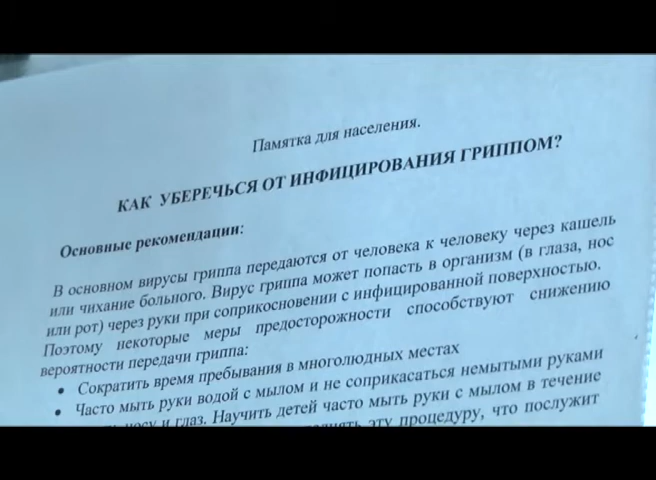 Памятка для населения.
КАК УБЕРЕЧЬСЯ ОТ ИНФИЦИРОВАНИЯ ГРИППОМ?
Основные рекомендации:
В основном вирусы гриппа передаются от человека к человеку через кашель
или чихание больного. Вирус гриппа может попасть в организм (в глаза, нос
или рот) через руки при соприкосновении с инфицированной поверхностью.
Поэтому некоторые меры предосторожности способствуют снижению
вероятности передачи гриппа:
• Сократить время пребывания в многолюдных местах
• Часто мыть руки водой с мылом и не соприкасаться немытыми руками
носу и глаз. Научить детей часто мыть руки с мылом в течение
эту процедуру, что послужит